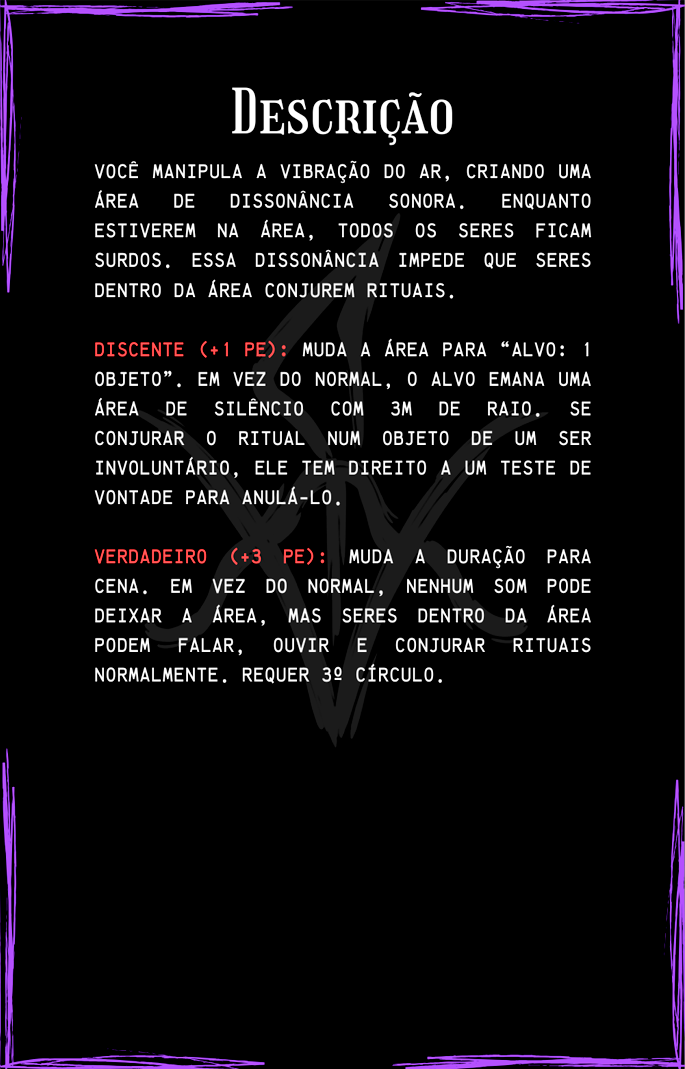 Descrição
VOCÊ MANIPULA A VIBRAÇÃO DO AR, CRIANDO UMA
ÁREA DE DISSONÂNCIA SONORA. ENQUANTO
ESTIVEREM NA ÁREA, TODOS OS SERES FICAM
SURDOS. ESSA DISSONÂNCIA IMPEDE QUE SERES
DENTRO DA ÁREA CONJUREM RITUAIS.
DISCENTE (+1 PE): MUDA A ÁREA PARA “ALVO: 1
OBJETO”. EM VEZ DO NORMAL, O ALVO EMANA UMA
ÁREA DE SILÊNCIO COM 3M DE RAIO. SE
CONJURAR O RITUAL NUM OBJETO DE UM SER
INVOLUNTÁRIO, ELE TEM DIREITO A UM TESTE DE
VONTADE PARA ANULÁ-LO.
VERDADEIRO (+3 PE): MUDA A DURAÇÃO PARA
CENA. EM VEZ DO NORMAL, NENHUM SOM PODE
DEIXAR A ÁREA, MAS SERES DENTRO DA ÁREA
PODEM FALAR, OUVIR E CONJURAR RITUAIS
NORMALMENTE. REQUER 3º CÍRCULO.